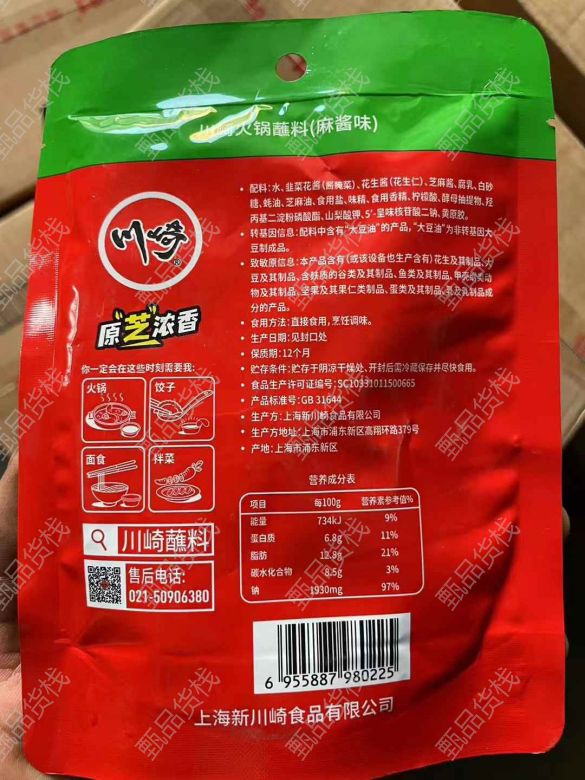 川崎火锅蘸料(麻酱味)
• 配料:水、韭菜花酱(酱腌菜)、花生酱(花生仁)、芝麻酱、腐乳、白砂
糖、蚝油、芝麻油、食用盐、味精、食用香精、柠檬酸、酵母抽提物、羟
丙基二淀粉磷酸酯、山梨酸钾、5'-呈味核苷酸二钠、黄原胶。
• 转基因信息:配料中含有“大豆油”的产品,“大豆油”为非转基因大
豆制成品。
• 致敏原信息:本产品含有(或该设备也生产含有)花生及其制品、大
豆及其制品、含麸质的谷类及其制品、鱼类及其制品、甲壳纲类动
物及其制品、坚果及其果仁类制品、蛋类及其制品、乳及乳制品成
分的产品。
• 食用方法:直接食用,烹饪调味。
• 生产日期:见封口处
• 保质期:12个月
• 贮存条件:贮存于阴凉干燥处、开封后需冷藏保存并尽快食用。
• 食品生产许可证编号:SC10331011500665
• 产品标准号:GB 31644
• 生产方:上海新川崎食品有限公司
• 生产方地址:上海市浦东新区高翔环路379号
• 产地:上海市浦东新区
川崎®
原“芝”浓香
你一定会在这些时刻需要我:
火锅 饺子
面食 拌菜
川崎蘸料
售后电话:
021-50906380
营养成分表
项目 每100g 营养素参考值%
能量 734kJ 9%
蛋白质 6.8g 11%
脂肪 12.8g 21%
碳水化合物 8.5g 3%
钠 1930mg 97%
6 955887 980225
上海新川崎食品有限公司
甄品货栈